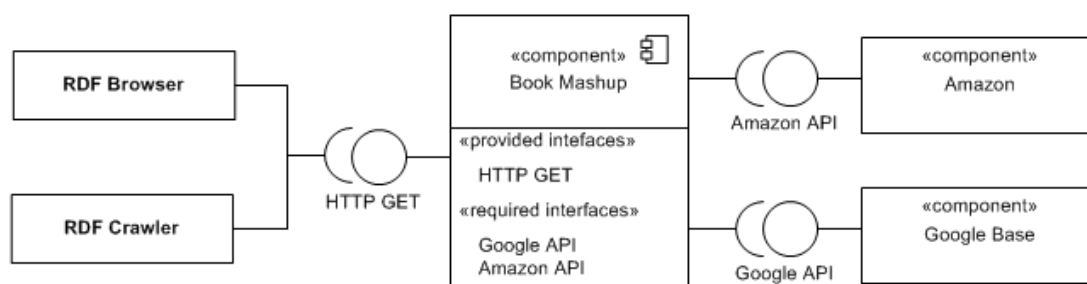 RDF Browser
RDF Crawler
HTTP GET
«component»
Book Mashup
«provided intefaces»
HTTP GET
«required interfaces»
Google API
Amazon API
Amazon API
Google API
«component»
Amazon
«component»
Google Base